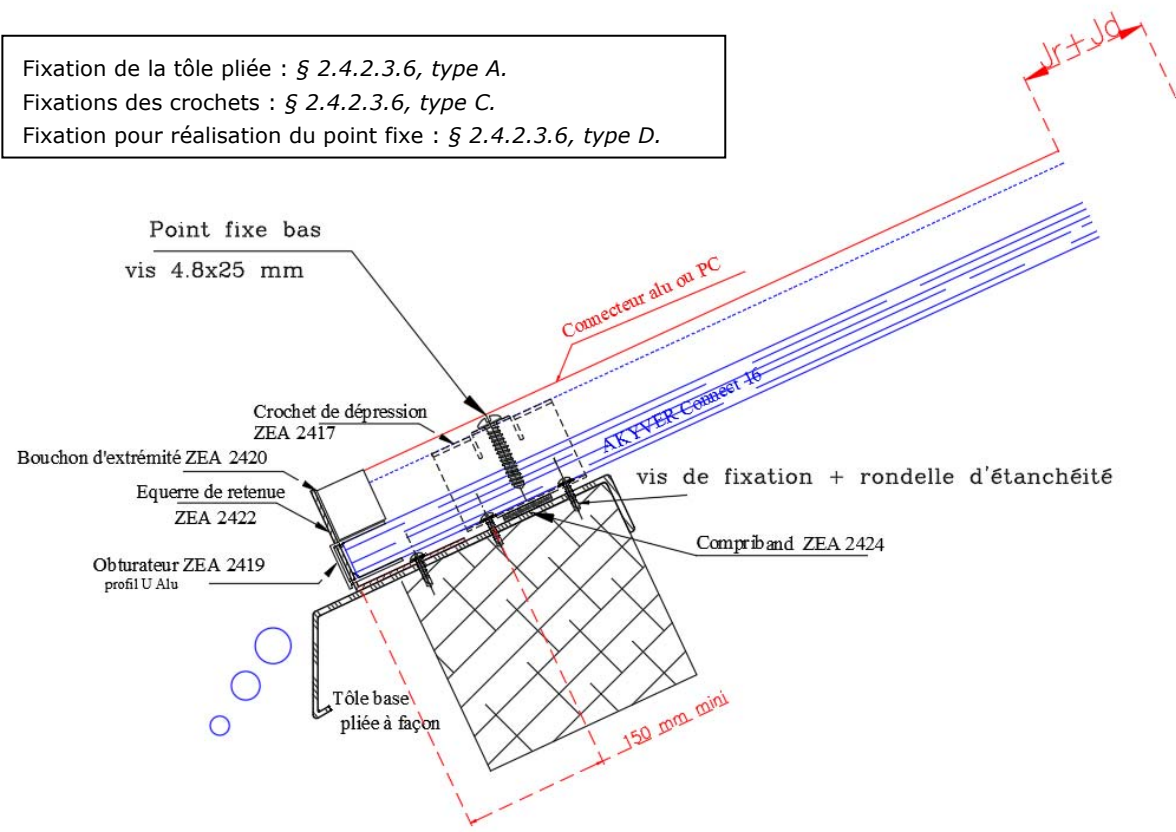 Fixation de la tôle pliée : § 2.4.2.3.6, type A.
Fixations des crochets : § 2.4.2.3.6, type C.
Fixation pour réalisation du point fixe : § 2.4.2.3.6, type D.
Jr+Jd
Point fixe bas
vis 4.8x25 mm
Connecteur alu ou PC
AKYVER Connect 16
Crochet de dépression
ZEA 2417
Bouchon d'extrémité ZEA 2420
Equerre de retenue
ZEA 2422
Obturateur ZEA 2419
profil U Alu
vis de fixation + rondelle d'étanchéité
Compriband ZEA 2424
Tôle base
pliée à façon
150 mm mini